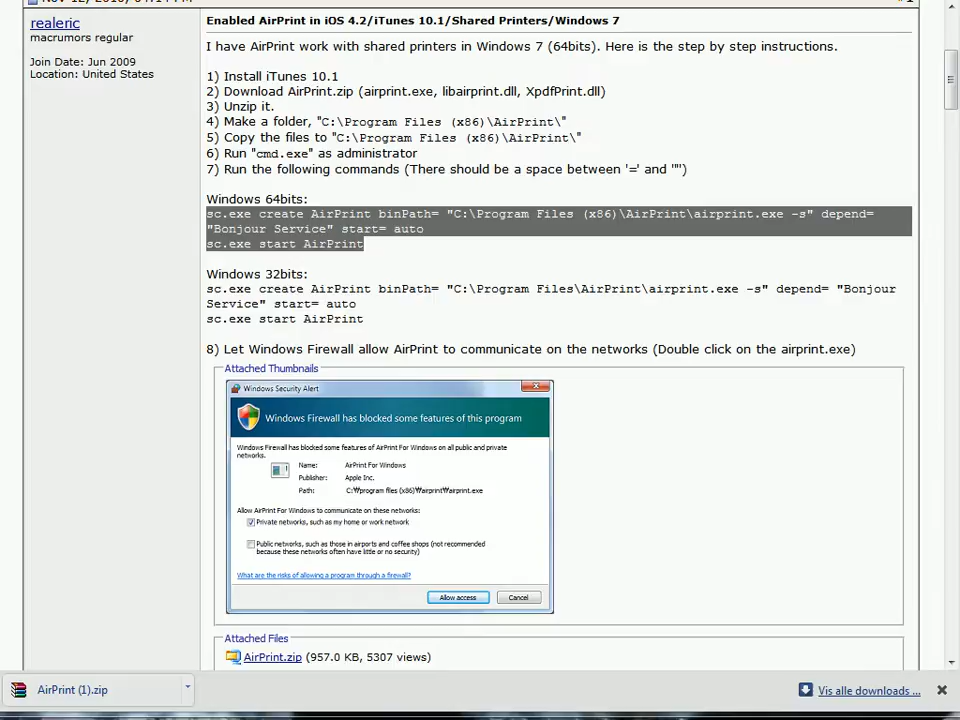 Enabled AirPrint in iOS 4.2/iTunes 10.1/Shared Printers/Windows 7
realeric
macrumors regular
Join Date: Jun 2009
Location: United States
I have AirPrint work with shared printers in Windows 7 (64bits). Here is the step by step instructions.
1) Install iTunes 10.1
2) Download AirPrint.zip (airprint.exe, libairprint.dll, XpdfPrint.dll)
3) Unzip it.
4) Make a folder, "C:\Program Files (x86)\AirPrint\"
5) Copy the files to "C:\Program Files (x86)\AirPrint\"
6) Run "cmd.exe" as administrator
7) Run the following commands (There should be a space between '=' and '"')
Windows 64bits:
sc.exe create AirPrint binPath= "C:\Program Files (x86)\AirPrint\airprint.exe -s" depend=
"Bonjour Service" start= auto
sc.exe start AirPrint
Windows 32bits:
sc.exe create AirPrint binPath= "C:\Program Files\AirPrint\airprint.exe -s" depend= "Bonjour
Service" start= auto
sc.exe start AirPrint
8) Let Windows Firewall allow AirPrint to communicate on the networks (Double click on the airprint.exe)
Attached Thumbnails
Windows Security Alert
Windows Firewall has blocked some features of this program
Windows Firewall has blocked some features of AirPrint For Windows on all public and private
networks.
Name: AirPrint For Windows
Publisher: Apple Inc.
Path: C:₩program files (x86)₩airprint₩airprint.exe
Allow AirPrint For Windows to communicate on these networks:
Private networks, such as my home or work network
Public networks, such as those in airports and coffee shops (not recommended
because these networks often have little or no security)
What are the risks of allowing a program through a firewall?
Allow access
Cancel
Attached Files
AirPrint.zip (957.0 KB, 5307 views)
AirPrint (1).zip
Vis alle downloads ...